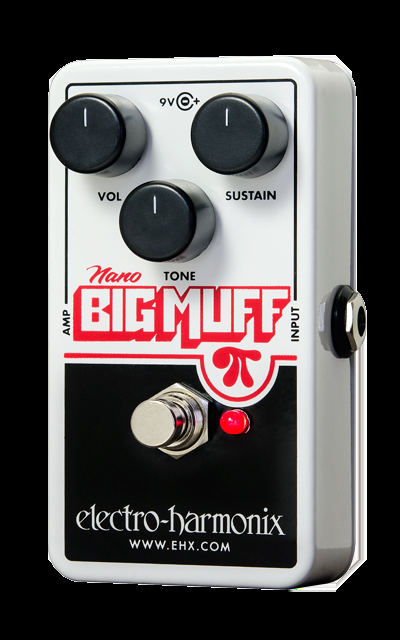 9V +
VOL
SUSTAIN
TONE
Nano
BIG MUFF
π
AMP
INPUT
electro-harmonix
WWW.EHX.COM